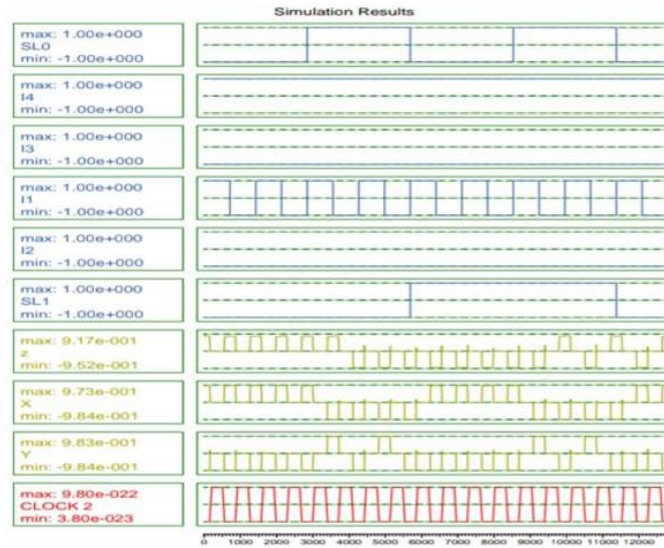 Simulation Results
max: 1.00e+000
SL0
min: -1.00e+000
max: 1.00e+000
I4
min: -1.00e+000
max: 1.00e+000
I3
min: -1.00e+000
max: 1.00e+000
I1
min: -1.00e+000
max: 1.00e+000
I2
min: -1.00e+000
max: 1.00e+000
SL1
min: -1.00e+000
max: 9.17e-001
z
min: -9.52e-001
max: 9.73e-001
X
min: -9.84e-001
max: 9.83e-001
Y
min: -9.84e-001
max: 9.80e-022
CLOCK 2
min: 3.80e-023
0 1000 2000 3000 4000 5000 6000 7000 8000 9000 10000 11000 12000